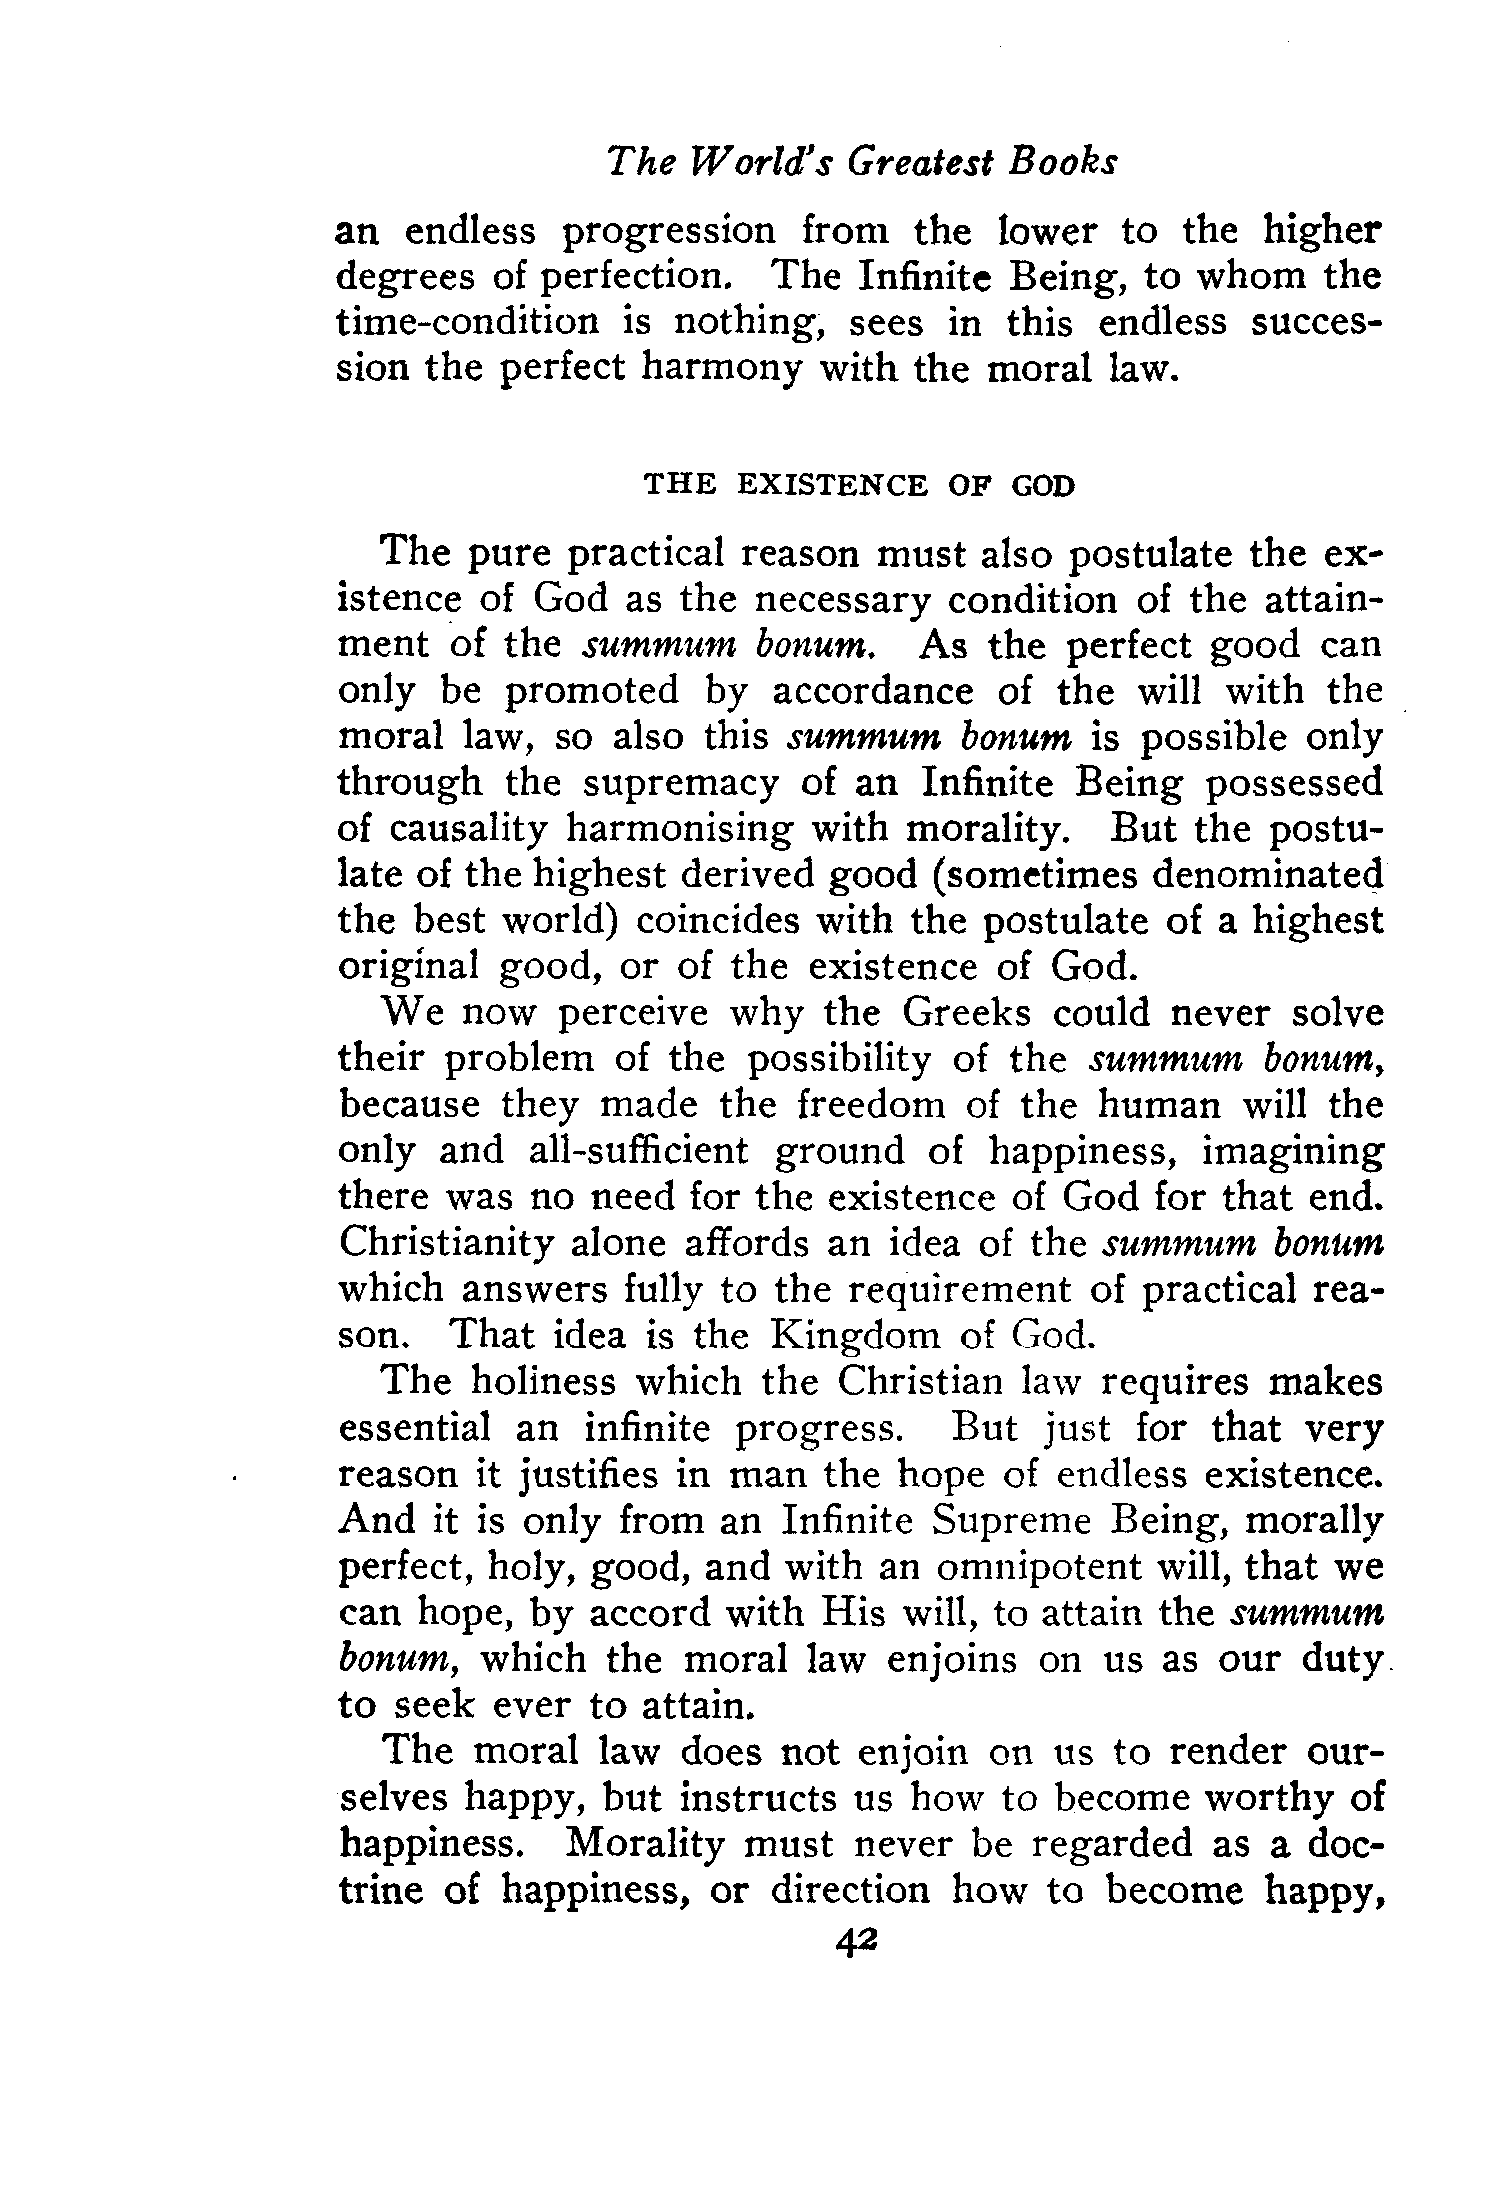 The World's Greatest Books
an endless progression from the lower to the higher
degrees of perfection. The Infinite Being, to whom the
time-condition is nothing, sees in this endless succes-
sion the perfect harmony with the moral law.
THE EXISTENCE OF GOD
The pure practical reason must also postulate the ex-
istence of God as the necessary condition of the attain-
ment of the summum bonum. As the perfect good can
only be promoted by accordance of the will with the
moral law, so also this summum bonum is possible only
through the supremacy of an Infinite Being possessed
of causality harmonising with morality. But the postu-
late of the highest derived good (sometimes denominated
the best world) coincides with the postulate of a highest
original good, or of the existence of God.
We now perceive why the Greeks could never solve
their problem of the possibility of the summum bonum,
because they made the freedom of the human will the
only and all-sufficient ground of happiness, imagining
there was no need for the existence of God for that end.
Christianity alone affords an idea of the summum bonum
which answers fully to the requirement of practical rea-
son. That idea is the Kingdom of God.
The holiness which the Christian law requires makes
essential an infinite progress. But just for that very
reason it justifies in man the hope of endless existence.
And it is only from an Infinite Supreme Being, morally
perfect, holy, good, and with an omnipotent will, that we
can hope, by accord with His will, to attain the summum
bonum, which the moral law enjoins on us as our duty
to seek ever to attain.
The moral law does not enjoin on us to render our-
selves happy, but instructs us how to become worthy of
happiness. Morality must never be regarded as a doc-
trine of happiness, or direction how to become happy,
42